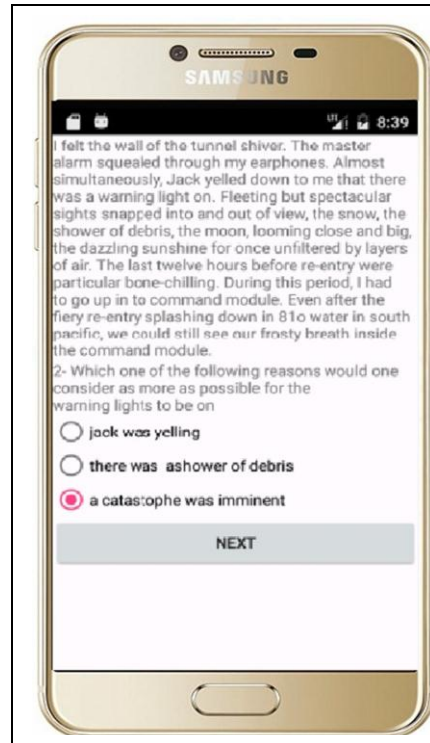 SAMSUNG
8:39
I felt the wall of the tunnel shiver. The master
alarm squealed through my earphones. Almost
simultaneously, Jack yelled down to me that there
was a warning light on. Fleeting but spectacular
sights snapped into and out of view, the snow, the
shower of debris, the moon, looming close and big,
the dazzling sunshine for once unfiltered by layers
of air. The last twelve hours before re-entry were
particular bone-chilling. During this period, I had
to go up in to command module. Even after the
fiery re-entry splashing down in 81o water in south
pacific, we could still see our frosty breath inside
the command module.
2- Which one of the following reasons would one
consider as more as possible for the
warning lights to be on
jack was yelling
there was ashower of debris
a catastophe was imminent
NEXT